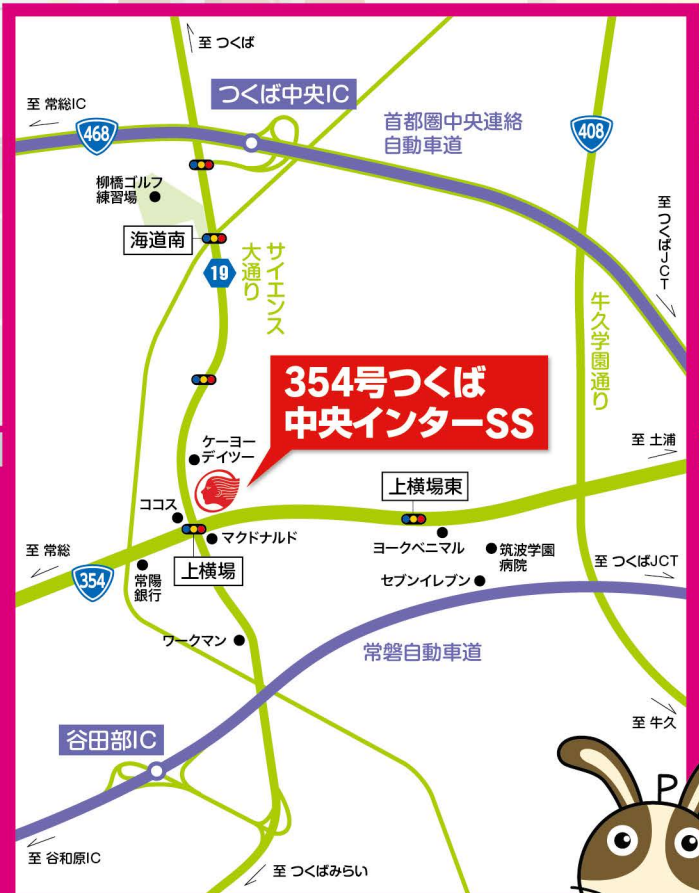 至 つくば
至 常総IC
つくば中央IC
468
首都圏中央連絡
自動車道
408
柳橋ゴルフ
練習場
至 つくばJCT
海道南
サイエンス
大通り
19
牛久学園通り
354号つくば
中央インターSS
至 土浦
ケーヨー
デイツー
上横場東
ココス
マクドナルド
ヨークベニマル
筑波学園
病院
至 常総
上横場
至 つくばJCT
354
常陽
銀行
セブンイレブン
ワークマン
常磐自動車道
至 牛久
谷田部IC
P
至 谷和原IC
至 つくばみらい